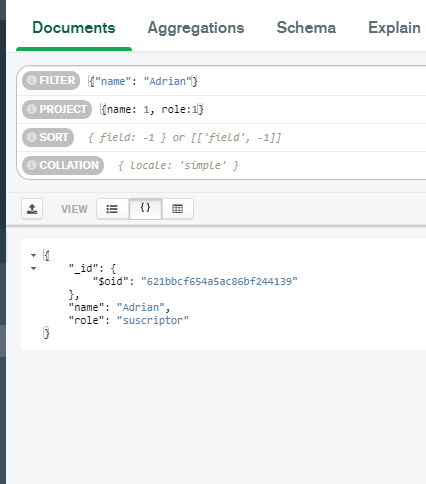 Documents Aggregations Schema Explain
FILTER {"name": "Adrian"}
PROJECT {name: 1, role:1}
SORT { field: -1 } or [['field', -1]]
COLLATION { locale: 'simple' }
VIEW {}
{
"_id": {
"$oid": "621bbcf654a5ac86bf244139"
},
"name": "Adrian",
"role": "suscriptor"
}